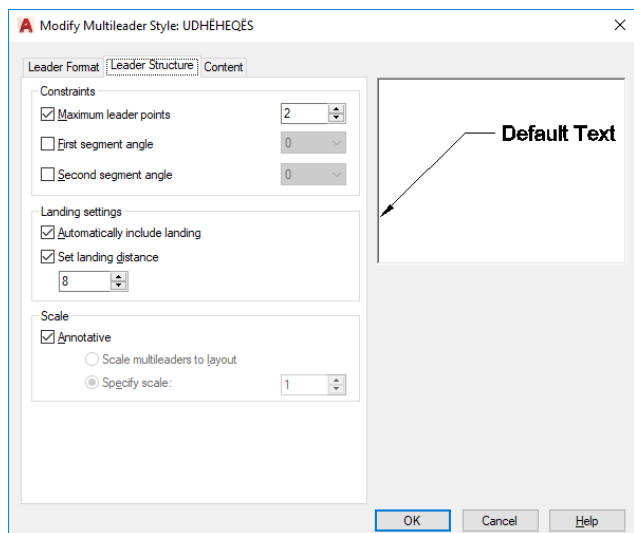 A Modify Multileader Style: UDHËHEQËS
Leader Format Leader Structure Content
Constraints
Maximum leader points 2
First segment angle 0
Second segment angle 0
Landing settings
Automatically include landing
Set landing distance
8
Scale
Annotative
Scale multileaders to layout
Specify scale: 1
Default Text
OK Cancel Help